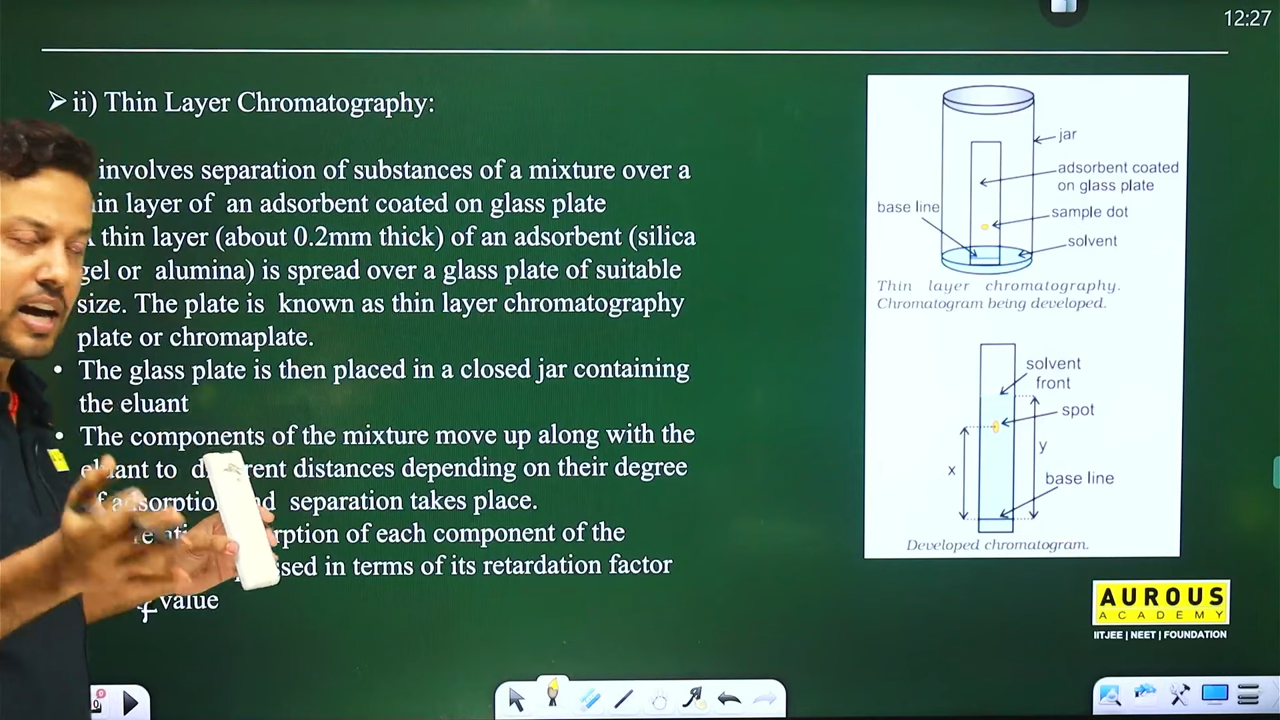 12:27
➢ ii) Thin Layer Chromatography:
involves separation of substances of a mixture over a
layer of an adsorbent coated on glass plate
thin layer (about 0.2mm thick) of an adsorbent (silica
gel or alumina) is spread over a glass plate of suitable
size. The plate is known as thin layer chromatography
plate or chromaplate.
• The glass plate is then placed in a closed jar containing
the eluant
• The components of the mixture move up along with the
to distances depending on their degree
separation takes place.
of each component of the
in terms of its retardation factor
f value
jar
adsorbent coated
on glass plate
base line
sample dot
solvent
Thin layer chromatography.
Chromatogram being developed.
solvent
front
spot
y
x
base line
Developed chromatogram.
AUROUS
ACADEMY
IITJEE | NEET | FOUNDATION